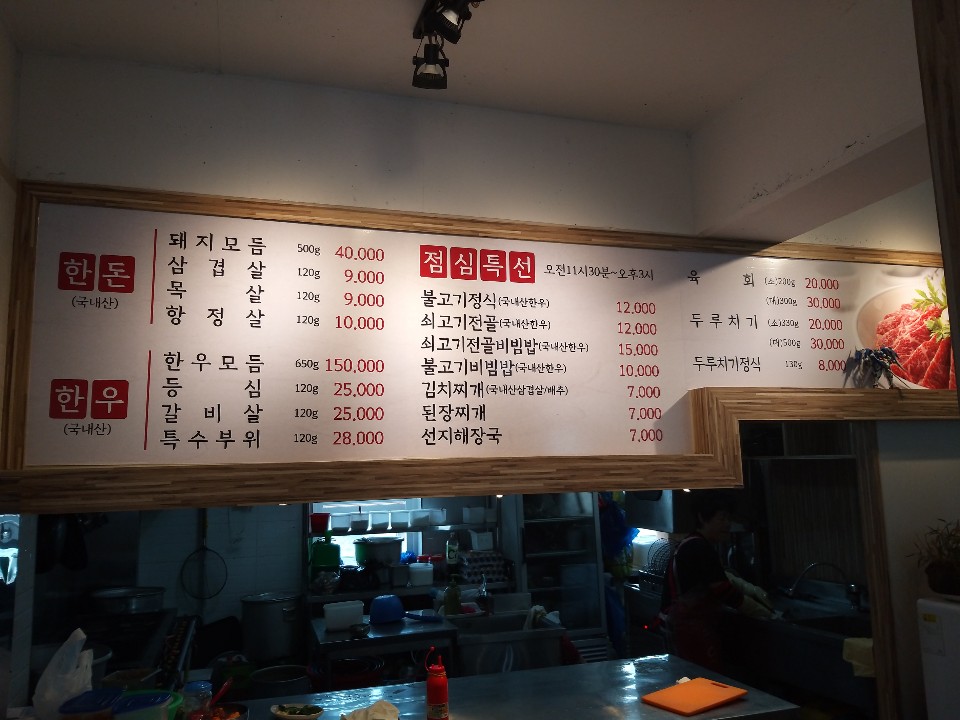 한돈
(국내산)
돼지모듬 500g 40,000
삼겹살 120g 9,000
목살 120g 9,000
항정살 120g 10,000
한우
(국내산)
한우모듬 650g 150,000
등심 120g 25,000
갈비살 120g 25,000
특수부위 120g 28,000
점심특선 오전11시30분~오후3시
불고기정식(국내산한우) 12,000
쇠고기전골(국내산한우) 12,000
쇠고기전골비빔밥(국내산한우) 15,000
불고기비빔밥(국내산한우) 10,000
김치찌개(국내산삼겹살/배추) 7,000
된장찌개 7,000
선지해장국 7,000
육회 (소)200g 20,000
(대)300g 30,000
두루치기 (소)330g 20,000
(대)500g 30,000
두루치기정식 130g 8,000